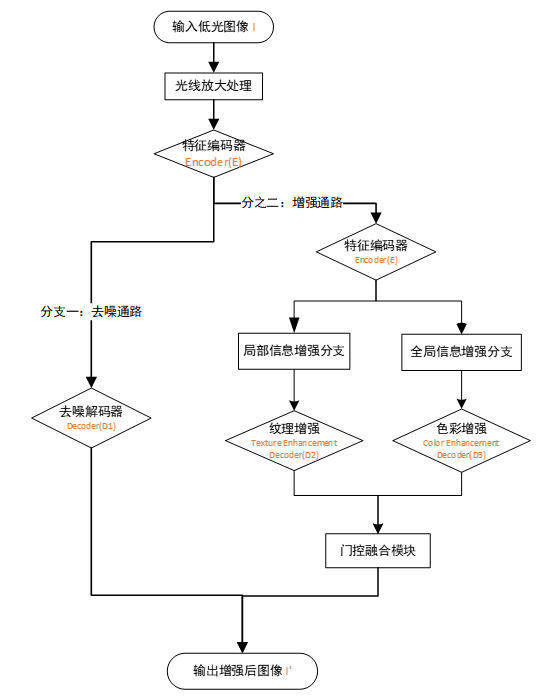 输入低光图像 I
光线放大处理
特征编码器
Encoder(E)
分之二：增强通路
特征编码器
Encoder(E)
分支一：去噪通路
局部信息增强分支
全局信息增强分支
去噪解码器
Decoder(D1)
纹理增强
Texture Enhancement
Decoder(D2)
色彩增强
Color Enhancement
Decoder(D3)
门控融合模块
输出增强后图像 I'